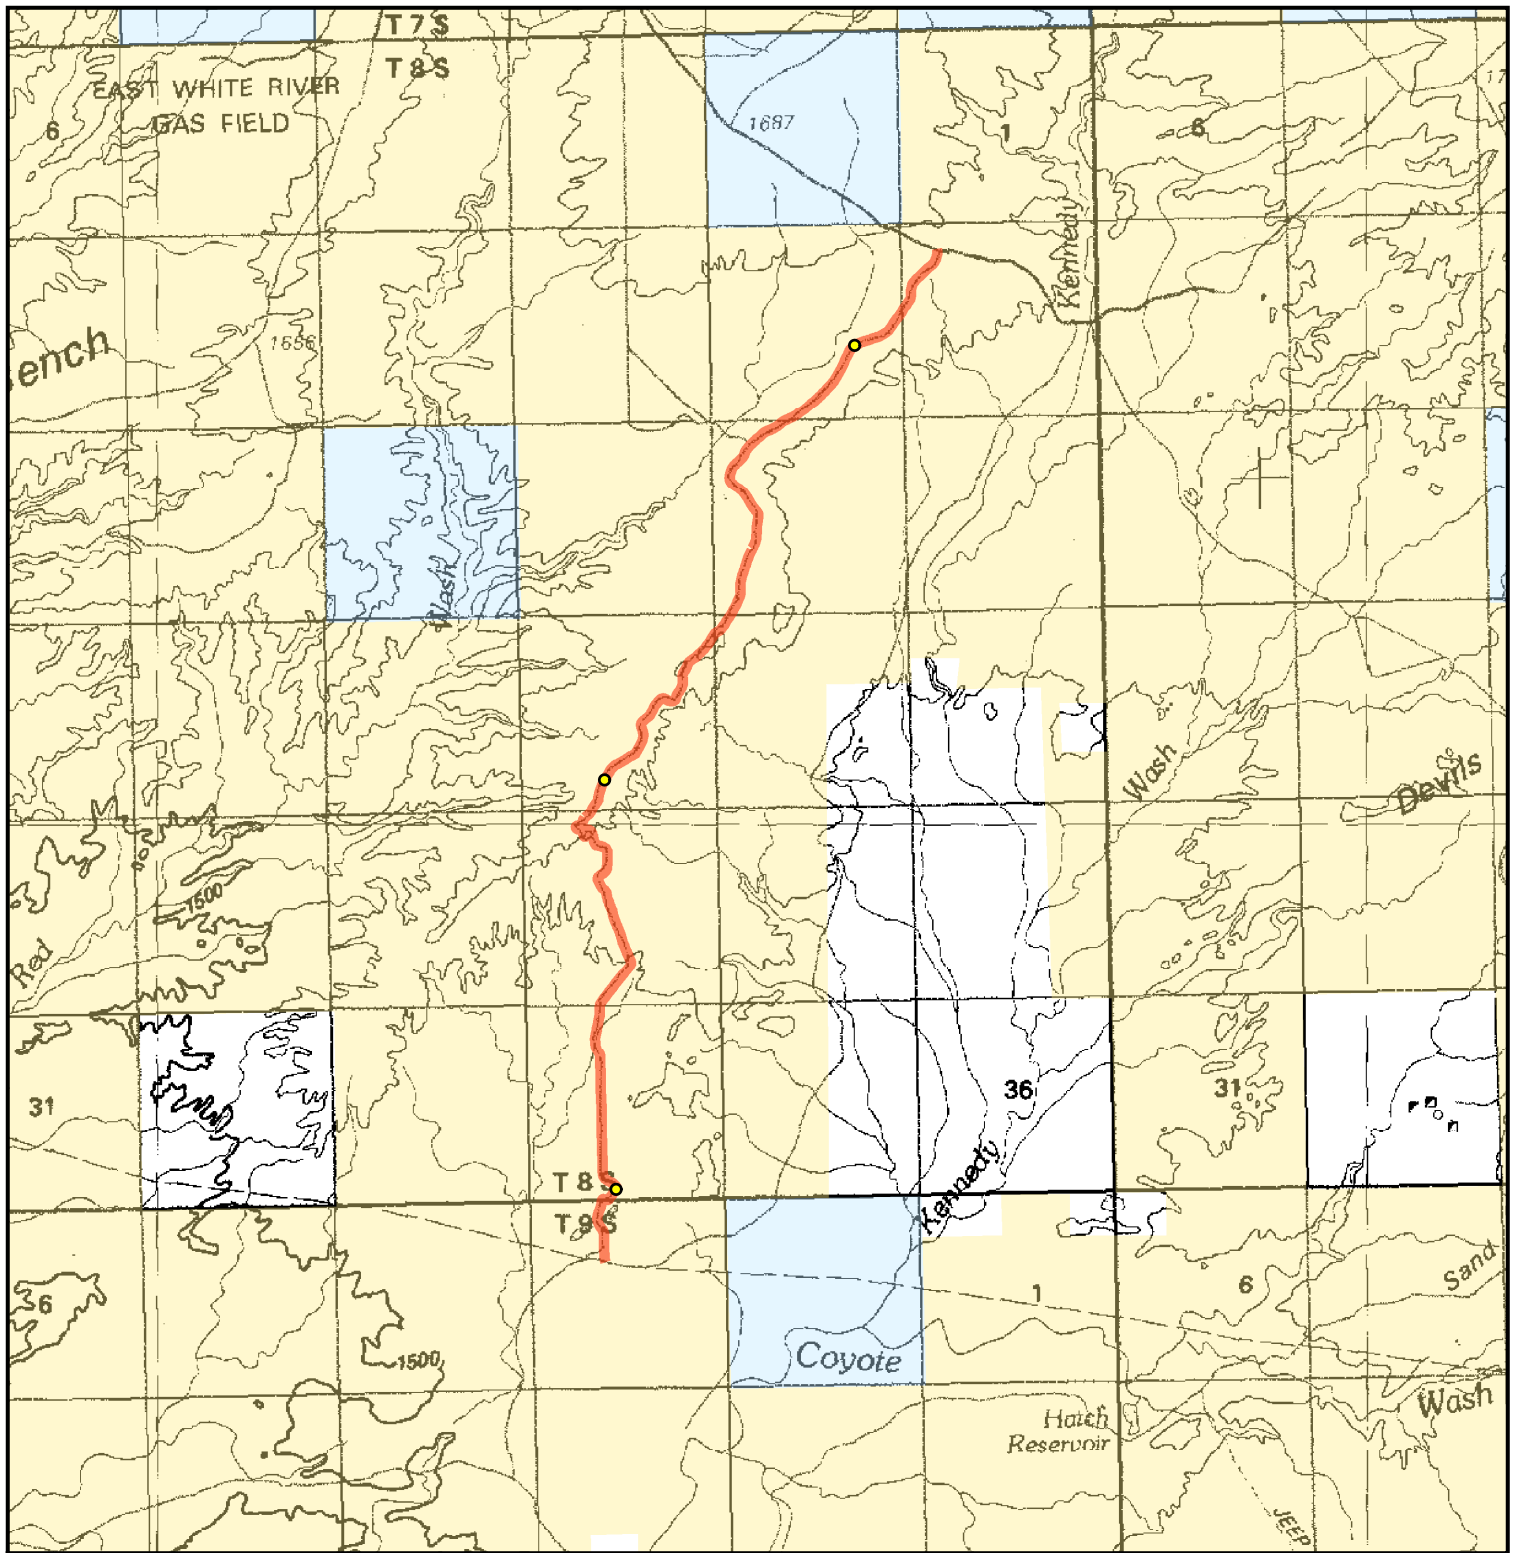 T 7 S
T 8 S
EAST WHITE RIVER
GAS FIELD
6
1687
1
6
17
Kennedy
ench
1656
Wash
Wash
Devils
1500
Red
31
36
31
T 8 S
T 9 S
Kennedy
Sand
6
1
6
1500
Coyote
Wash
Hatch
Reservoir
JEEP